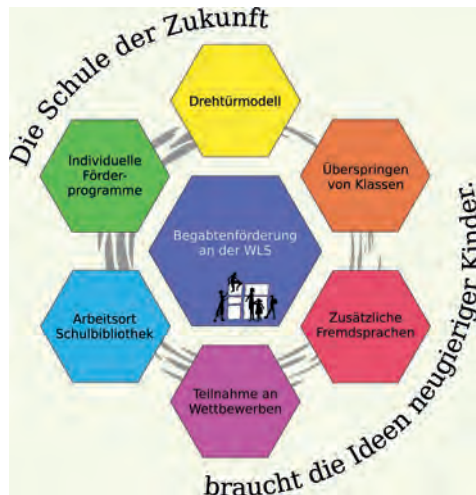 Die Schule der Zukunft
braucht die Ideen neugieriger Kinder.
Drehtürmodell
Überspringen
von Klassen
Zusätzliche
Fremdsprachen
Teilnahme an
Wettbewerben
Arbeitsort
Schulbibliothek
Individuelle
Förder-
programme
Begabtenförderung
an der WLS